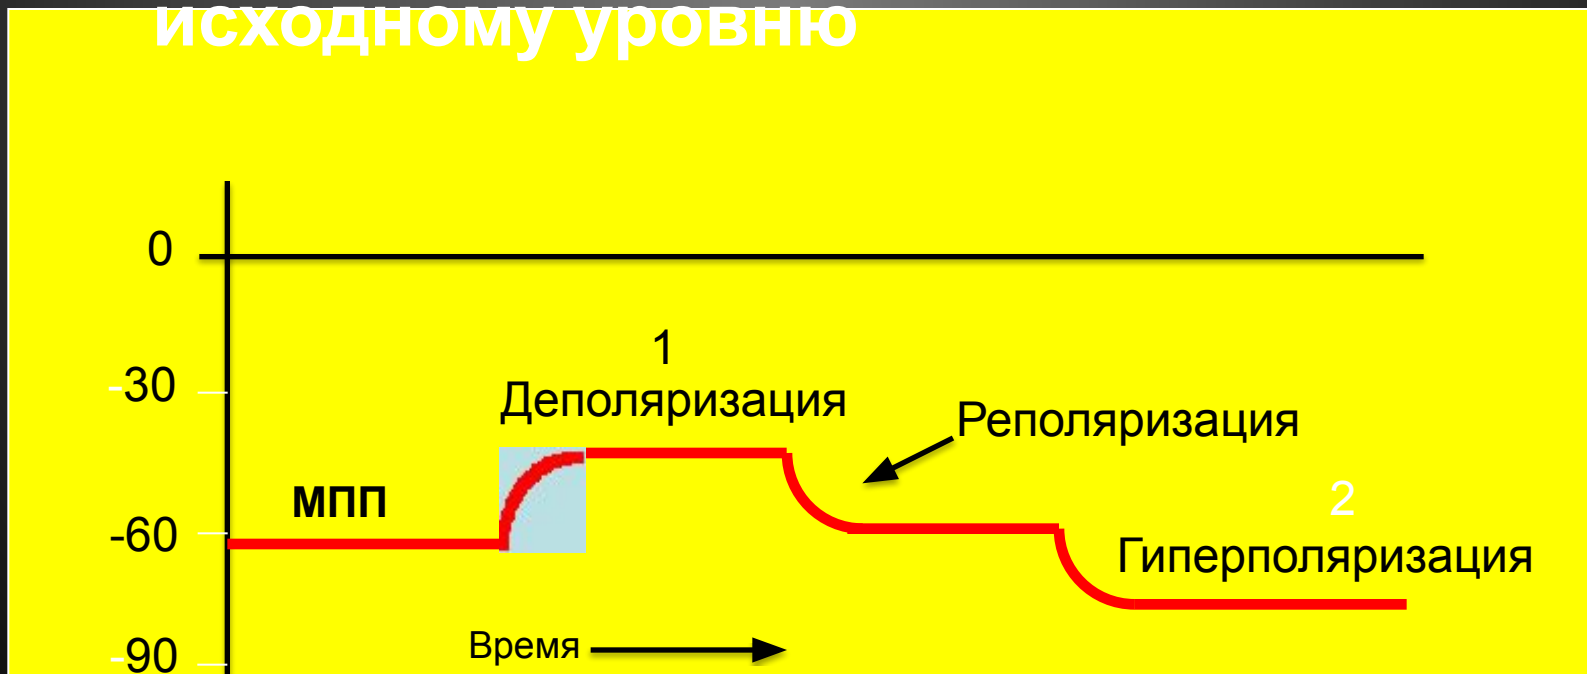 исходному уровню
0
1
-30
Деполяризация
Реполяризация
МПП
2
-60
Гиперполяризация
Время
-90